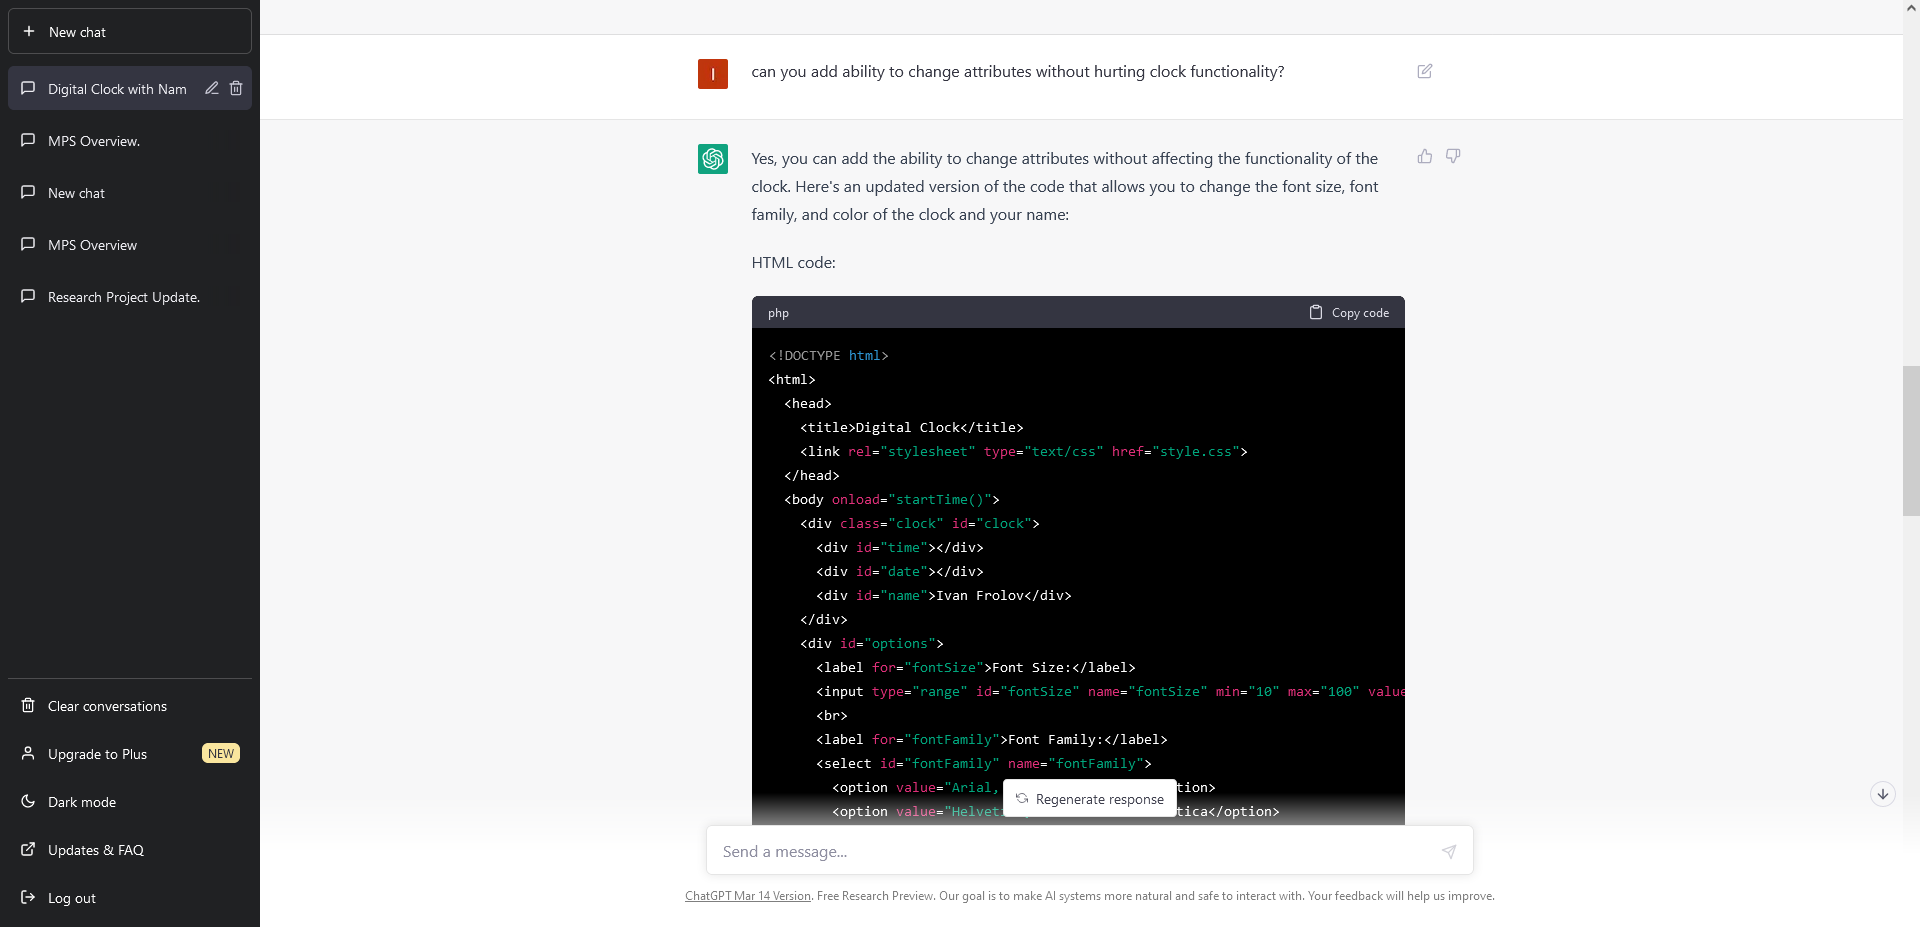 New chat
Digital Clock with Nam
MPS Overview.
New chat
MPS Overview
Research Project Update.
Clear conversations
Upgrade to Plus NEW
Dark mode
Updates & FAQ
Log out
I
can you add ability to change attributes without hurting clock functionality?
Yes, you can add the ability to change attributes without affecting the functionality of the
clock. Here's an updated version of the code that allows you to change the font size, font
family, and color of the clock and your name:
HTML code:
php Copy code
<!DOCTYPE html>
<html>
  <head>
    <title>Digital Clock</title>
    <link rel="stylesheet" type="text/css" href="style.css">
  </head>
  <body onload="startTime()">
    <div class="clock" id="clock">
      <div id="time"></div>
      <div id="date"></div>
      <div id="name">Ivan Frolov</div>
    </div>
    <div id="options">
      <label for="fontSize">Font Size:</label>
      <input type="range" id="fontSize" name="fontSize" min="10" max="100" value
      <br>
      <label for="fontFamily">Font Family:</label>
      <select id="fontFamily" name="fontFamily">
        <option value="Arial, tion>
        <option value="Helveti tica</option>
Regenerate response
Send a message...
ChatGPT Mar 14 Version. Free Research Preview. Our goal is to make AI systems more natural and safe to interact with. Your feedback will help us improve.